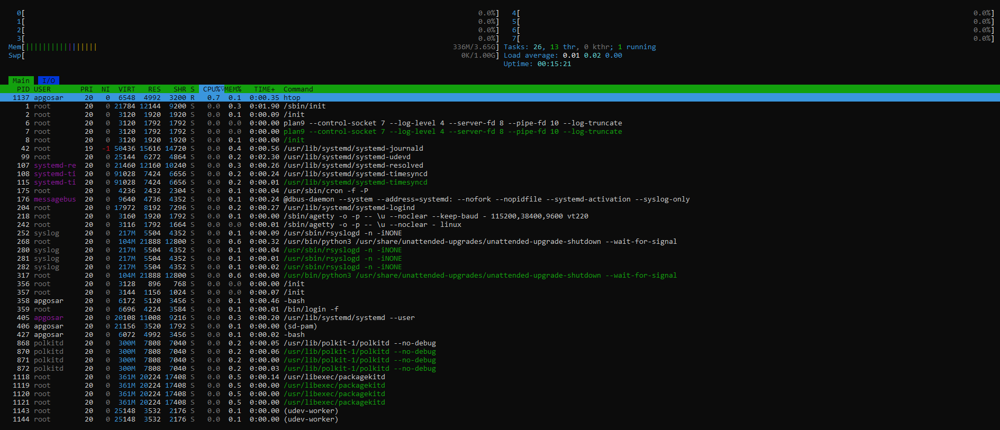 0[ 0.0%] 4[ 0.0%]
1[ 0.0%] 5[ 0.0%]
2[ 0.0%] 6[ 0.0%]
3[ 0.0%] 7[ 0.0%]
Mem[||||||||||||||||| 336M/3.65G] Tasks: 26, 13 thr, 0 kthr; 1 running
Swp[ 0K/1.00G] Load average: 0.01 0.02 0.00
Uptime: 00:15:21
Main I/O
PID USER PRI NI VIRT RES SHR S CPU%▽MEM% TIME+ Command
1137 apgosar 20 0 6548 4992 3200 R 0.7 0.1 0:00.35 htop
1 root 20 0 21784 12144 9200 S 0.0 0.3 0:01.90 /sbin/init
2 root 20 0 3120 1920 1920 S 0.0 0.1 0:00.09 /init
6 root 20 0 3120 1792 1792 S 0.0 0.0 0:00.00 plan9 --control-socket 7 --log-level 4 --server-fd 8 --pipe-fd 10 --log-truncate
7 root 20 0 3120 1792 1792 S 0.0 0.0 0:00.00 plan9 --control-socket 7 --log-level 4 --server-fd 8 --pipe-fd 10 --log-truncate
8 root 20 0 3120 1920 1920 S 0.0 0.1 0:00.00 /init
42 root 19 -1 50436 15616 14720 S 0.0 0.4 0:00.56 /usr/lib/systemd/systemd-journald
99 root 20 0 25144 6272 4864 S 0.0 0.2 0:02.30 /usr/lib/systemd/systemd-udevd
107 systemd-re 20 0 21460 12160 10240 S 0.0 0.3 0:00.26 /usr/lib/systemd/systemd-resolved
108 systemd-ti 20 0 91028 7424 6656 S 0.0 0.2 0:00.24 /usr/lib/systemd/systemd-timesyncd
115 systemd-ti 20 0 91028 7424 6656 S 0.0 0.2 0:00.01 /usr/lib/systemd/systemd-timesyncd
175 root 20 0 4236 2432 2304 S 0.0 0.1 0:00.04 /usr/sbin/cron -f -P
176 messagebus 20 0 9640 4736 4352 S 0.0 0.1 0:00.24 @dbus-daemon --system --address=systemd: --nofork --nopidfile --systemd-activation --syslog-only
204 root 20 0 17972 8192 7296 S 0.0 0.2 0:00.27 /usr/lib/systemd/systemd-logind
218 root 20 0 3160 1920 1792 S 0.0 0.1 0:00.00 /sbin/agetty -o -p -- \u --noclear --keep-baud - 115200,38400,9600 vt220
242 root 20 0 3116 1792 1664 S 0.0 0.0 0:00.01 /sbin/agetty -o -p -- \u --noclear - linux
252 syslog 20 0 217M 5504 4352 S 0.0 0.1 0:00.09 /usr/sbin/rsyslogd -n -iNONE
268 root 20 0 104M 21888 12800 S 0.0 0.6 0:00.32 /usr/bin/python3 /usr/share/unattended-upgrades/unattended-upgrade-shutdown --wait-for-signal
280 syslog 20 0 217M 5504 4352 S 0.0 0.1 0:00.04 /usr/sbin/rsyslogd -n -iNONE
281 syslog 20 0 217M 5504 4352 S 0.0 0.1 0:00.01 /usr/sbin/rsyslogd -n -iNONE
282 syslog 20 0 217M 5504 4352 S 0.0 0.1 0:00.02 /usr/sbin/rsyslogd -n -iNONE
317 root 20 0 104M 21888 12800 S 0.0 0.6 0:00.00 /usr/bin/python3 /usr/share/unattended-upgrades/unattended-upgrade-shutdown --wait-for-signal
356 root 20 0 3128 896 768 S 0.0 0.0 0:00.00 /init
357 root 20 0 3144 1156 1024 S 0.0 0.0 0:00.07 /init
358 apgosar 20 0 6172 5120 3456 S 0.0 0.1 0:00.46 -bash
359 root 20 0 6696 4224 3584 S 0.0 0.1 0:00.01 /bin/login -f
405 apgosar 20 0 20108 11008 9216 S 0.0 0.3 0:00.20 /usr/lib/systemd/systemd --user
406 apgosar 20 0 21156 3520 1792 S 0.0 0.1 0:00.00 (sd-pam)
427 apgosar 20 0 6072 4992 3456 S 0.0 0.1 0:00.02 -bash
868 polkitd 20 0 300M 7808 7040 S 0.0 0.2 0:00.05 /usr/lib/polkit-1/polkitd --no-debug
870 polkitd 20 0 300M 7808 7040 S 0.0 0.2 0:00.06 /usr/lib/polkit-1/polkitd --no-debug
871 polkitd 20 0 300M 7808 7040 S 0.0 0.2 0:00.00 /usr/lib/polkit-1/polkitd --no-debug
872 polkitd 20 0 300M 7808 7040 S 0.0 0.2 0:00.03 /usr/lib/polkit-1/polkitd --no-debug
1118 root 20 0 361M 20224 17408 S 0.0 0.5 0:00.14 /usr/libexec/packagekitd
1119 root 20 0 361M 20224 17408 S 0.0 0.5 0:00.00 /usr/libexec/packagekitd
1120 root 20 0 361M 20224 17408 S 0.0 0.5 0:00.00 /usr/libexec/packagekitd
1121 root 20 0 361M 20224 17408 S 0.0 0.5 0:00.00 /usr/libexec/packagekitd
1143 root 20 0 25148 3532 2176 S 0.0 0.1 0:00.00 (udev-worker)
1144 root 20 0 25148 3532 2176 S 0.0 0.1 0:00.00 (udev-worker)